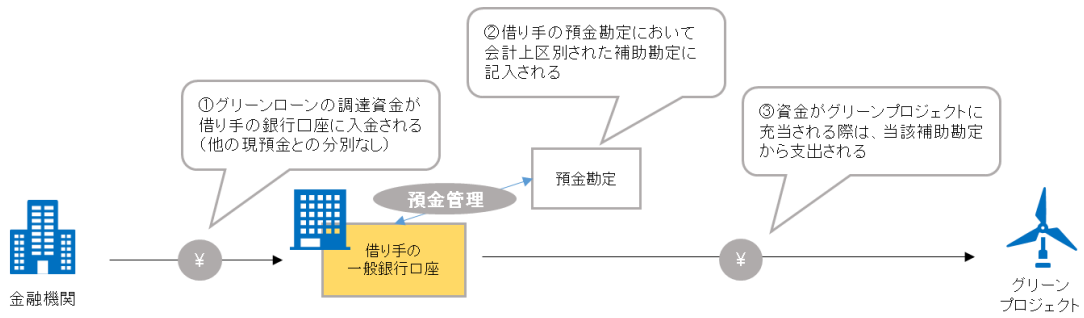 ②借り手の預金勘定において
会計上区別された補助勘定に
記入される
①グリーンローンの調達資金が
借り手の銀行口座に入金される
(他の現預金との分別なし)
③資金がグリーンプロジェクトに
充当される際は、当該補助勘定
から支出される
預金勘定
預金管理
借り手の
一般銀行口座
¥
¥
金融機関
グリーン
プロジェクト